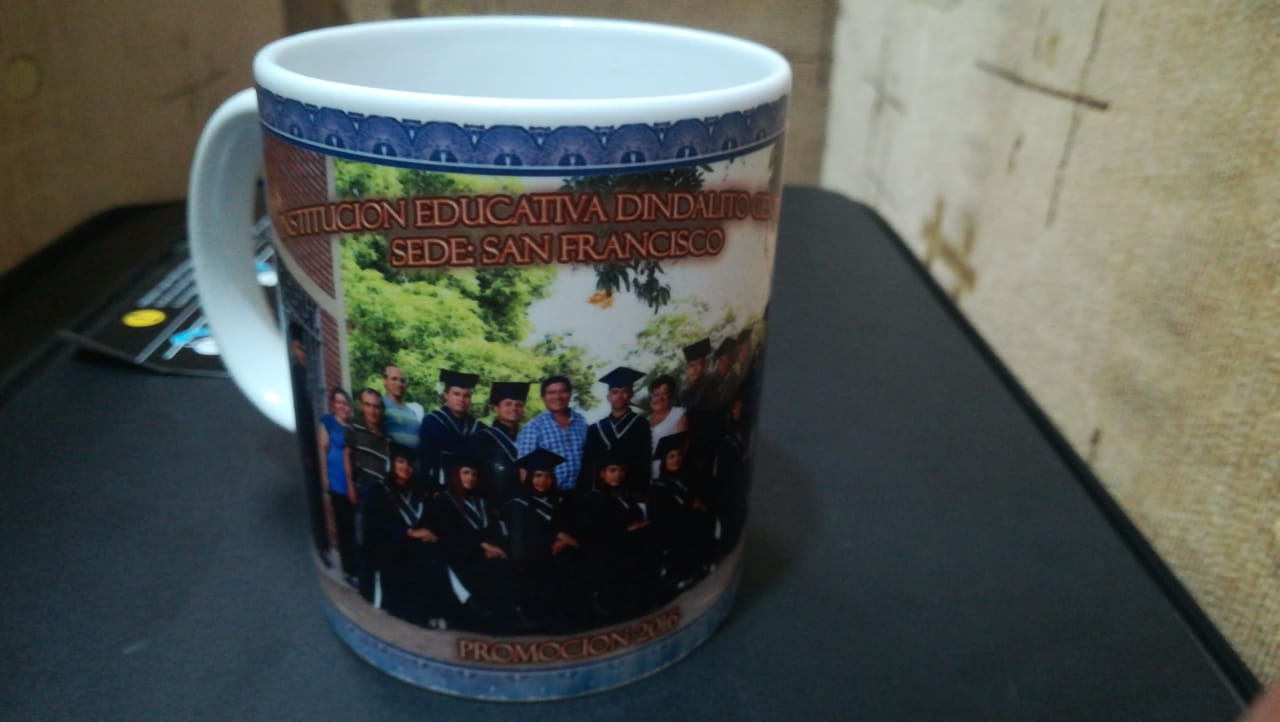 INSTITUCION EDUCATIVA DINDALITO
SEDE: SAN FRANCISCO
PROMOCION 2016